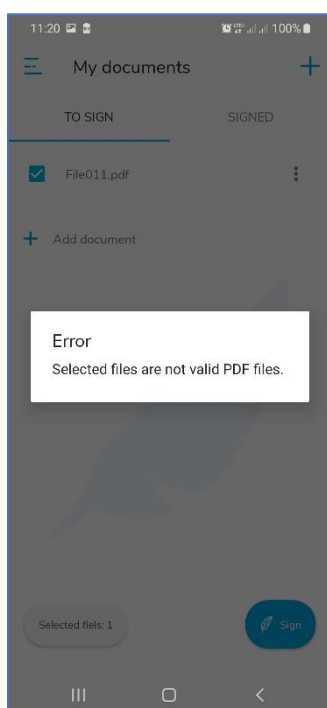 11:20 100%
My documents
TO SIGN SIGNED
File011.pdf
Add document
Error
Selected files are not valid PDF files.
Selected fiels: 1 Sign